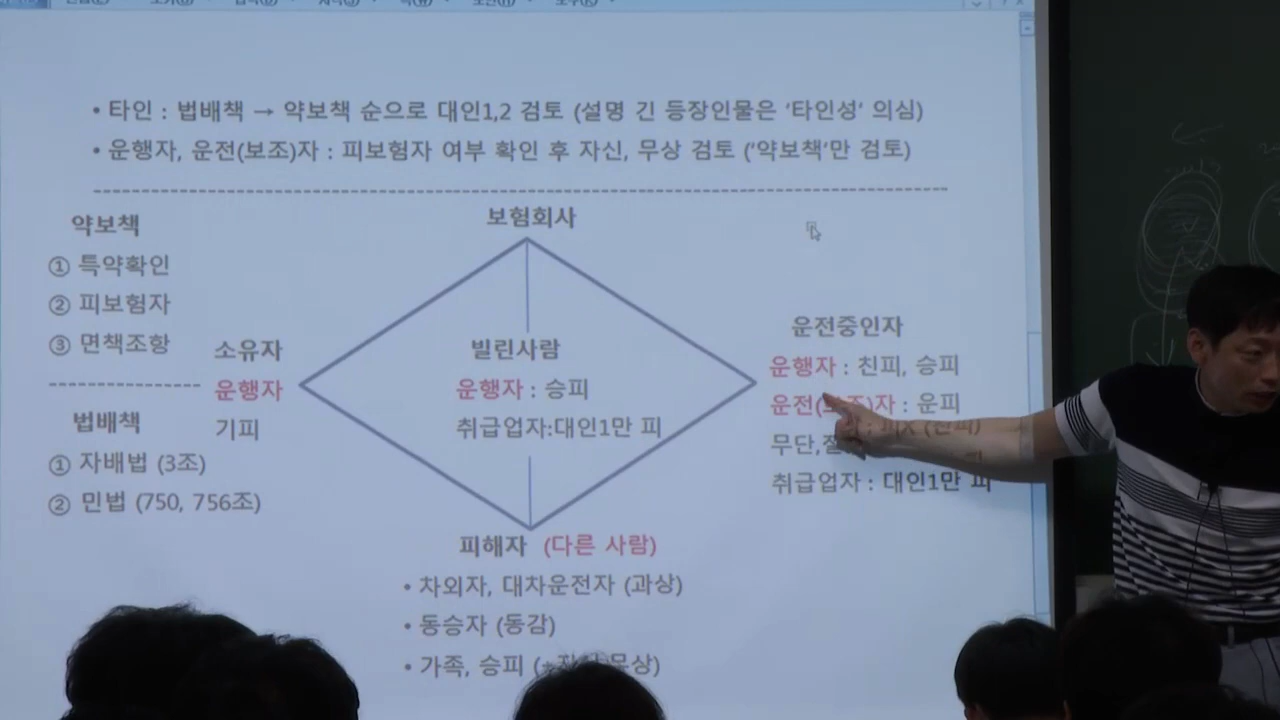 • 타인 : 법배책 → 약보책 순으로 대인1,2 검토 (설명 긴 등장인물은 '타인성' 의심)
• 운행자, 운전(보조)자 : 피보험자 여부 확인 후 자신, 무상 검토 ('약보책'만 검토)
약보책
① 특약확인
② 피보험자
③ 면책조항
법배책
① 자배법 (3조)
② 민법 (750, 756조)
보험회사
소유자
운행자
기피
빌린사람
운행자 : 승피
취급업자:대인1만 피
운전중인자
운행자 : 친피, 승피
운전( )자 : 운피
무단,
취급업자 : 대인1만 피
피해자 (다른 사람)
• 차외자, 대차운전자 (과상)
• 동승자 (동감)
• 가족, 승피 (+ 무상)